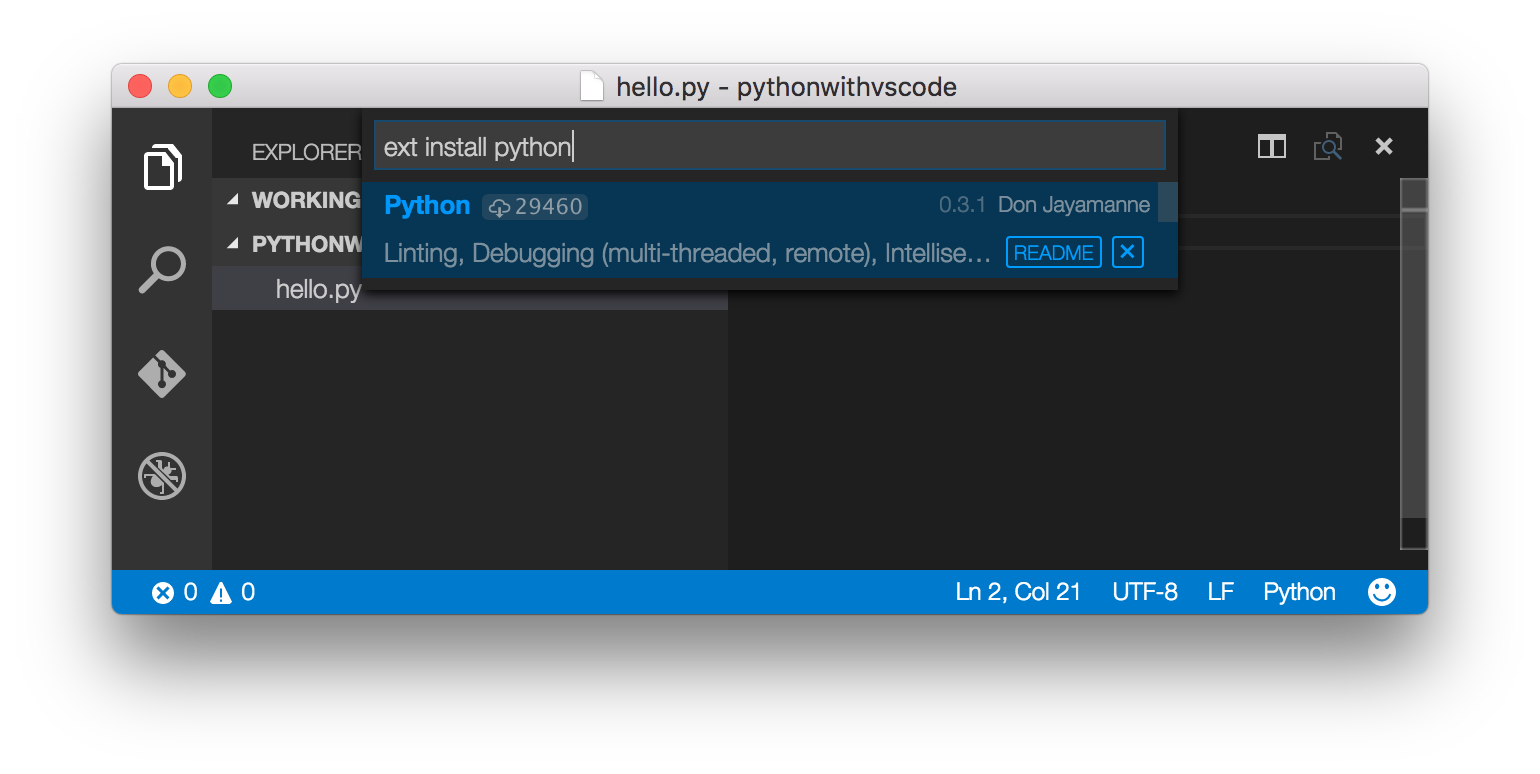 hello.py - pythonwithvscode
EXPLORER
ext install python
WORKING
Python 29460 0.3.1 Don Jayamanne
PYTHONW
Linting, Debugging (multi-threaded, remote), Intellise… README
hello.py
0 0 Ln 2, Col 21 UTF-8 LF Python